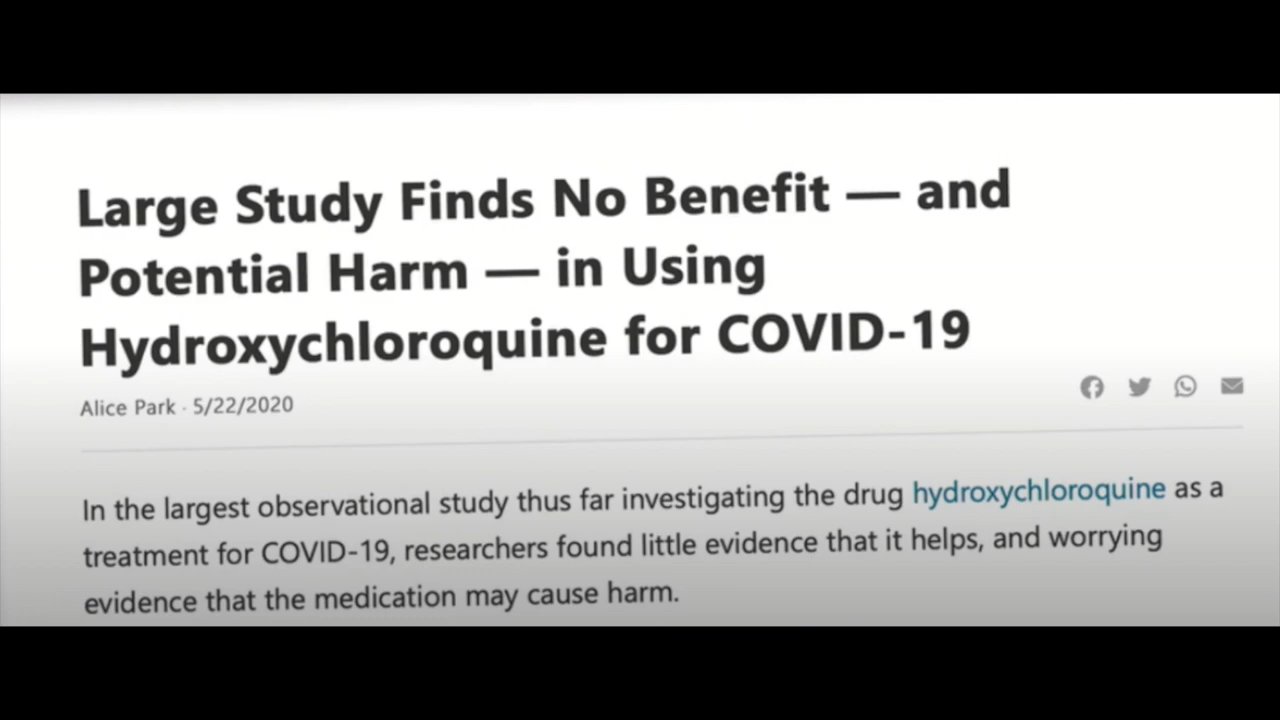 Large Study Finds No Benefit — and
Potential Harm — in Using
Hydroxychloroquine for COVID-19
Alice Park · 5/22/2020
In the largest observational study thus far investigating the drug hydroxychloroquine as a
treatment for COVID-19, researchers found little evidence that it helps, and worrying
evidence that the medication may cause harm.